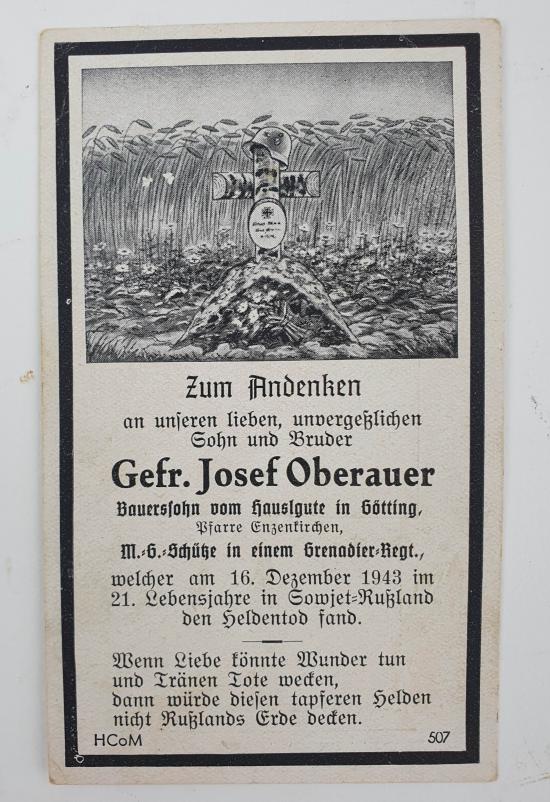 Zum Andenken
an unseren lieben, unvergeßlichen
Sohn und Bruder
Gefr. Josef Oberauer
Bauerssohn vom Hauslgute in Götting,
Pfarre Enzenkirchen,
M.=G.=Schütze in einem Grenadier=Regt.,
welcher am 16. Dezember 1943 im
21. Lebensjahre in Sowjet=Rußland
den Heldentod fand.
Wenn Liebe könnte Wunder tun
und Tränen Tote wecken,
dann würde diesen tapferen Helden
nicht Rußlands Erde decken.
HCoM 507